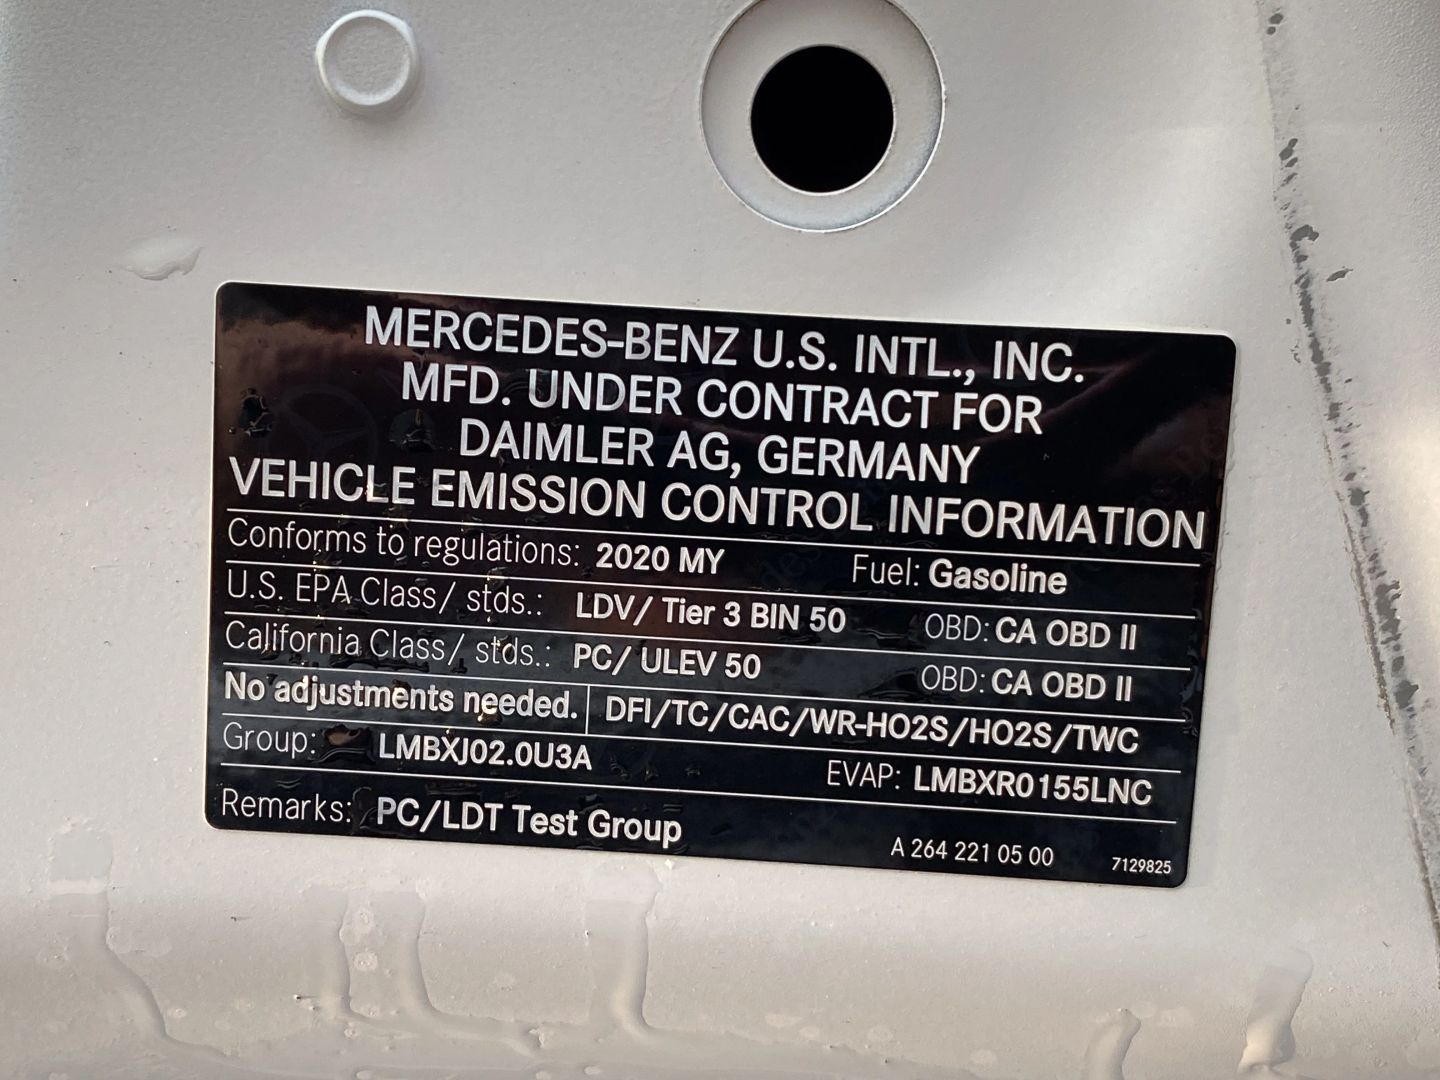 MERCEDES-BENZ U.S. INTL., INC.
MFD. UNDER CONTRACT FOR
DAIMLER AG, GERMANY
VEHICLE EMISSION CONTROL INFORMATION
Conforms to regulations: 2020 MY Fuel: Gasoline
U.S. EPA Class/ stds.: LDV/ Tier 3 BIN 50 OBD: CA OBD II
California Class/ stds.: PC/ ULEV 50 OBD: CA OBD II
No adjustments needed. DFI/TC/CAC/WR-HO2S/HO2S/TWC
Group: LMBXJ02.0U3A EVAP: LMBXR0155LNC
Remarks: PC/LDT Test Group
A 264 221 05 00 7129825